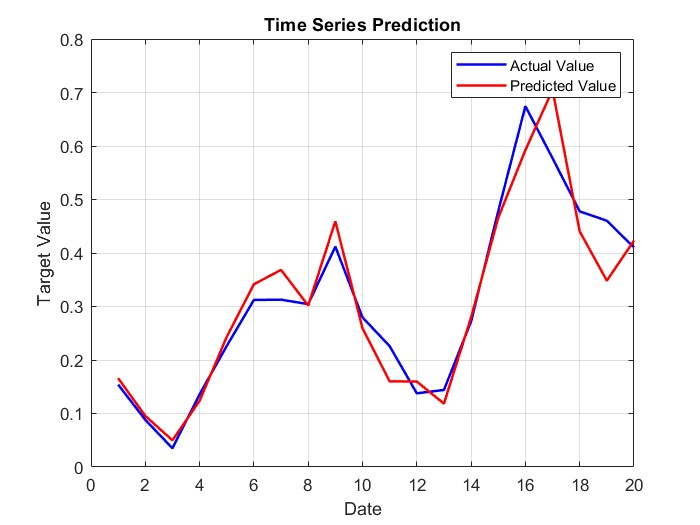 Time Series Prediction
Actual Value
Predicted Value
Target Value
0.8
0.7
0.6
0.5
0.4
0.3
0.2
0.1
0
0 2 4 6 8 10 12 14 16 18 20
Date